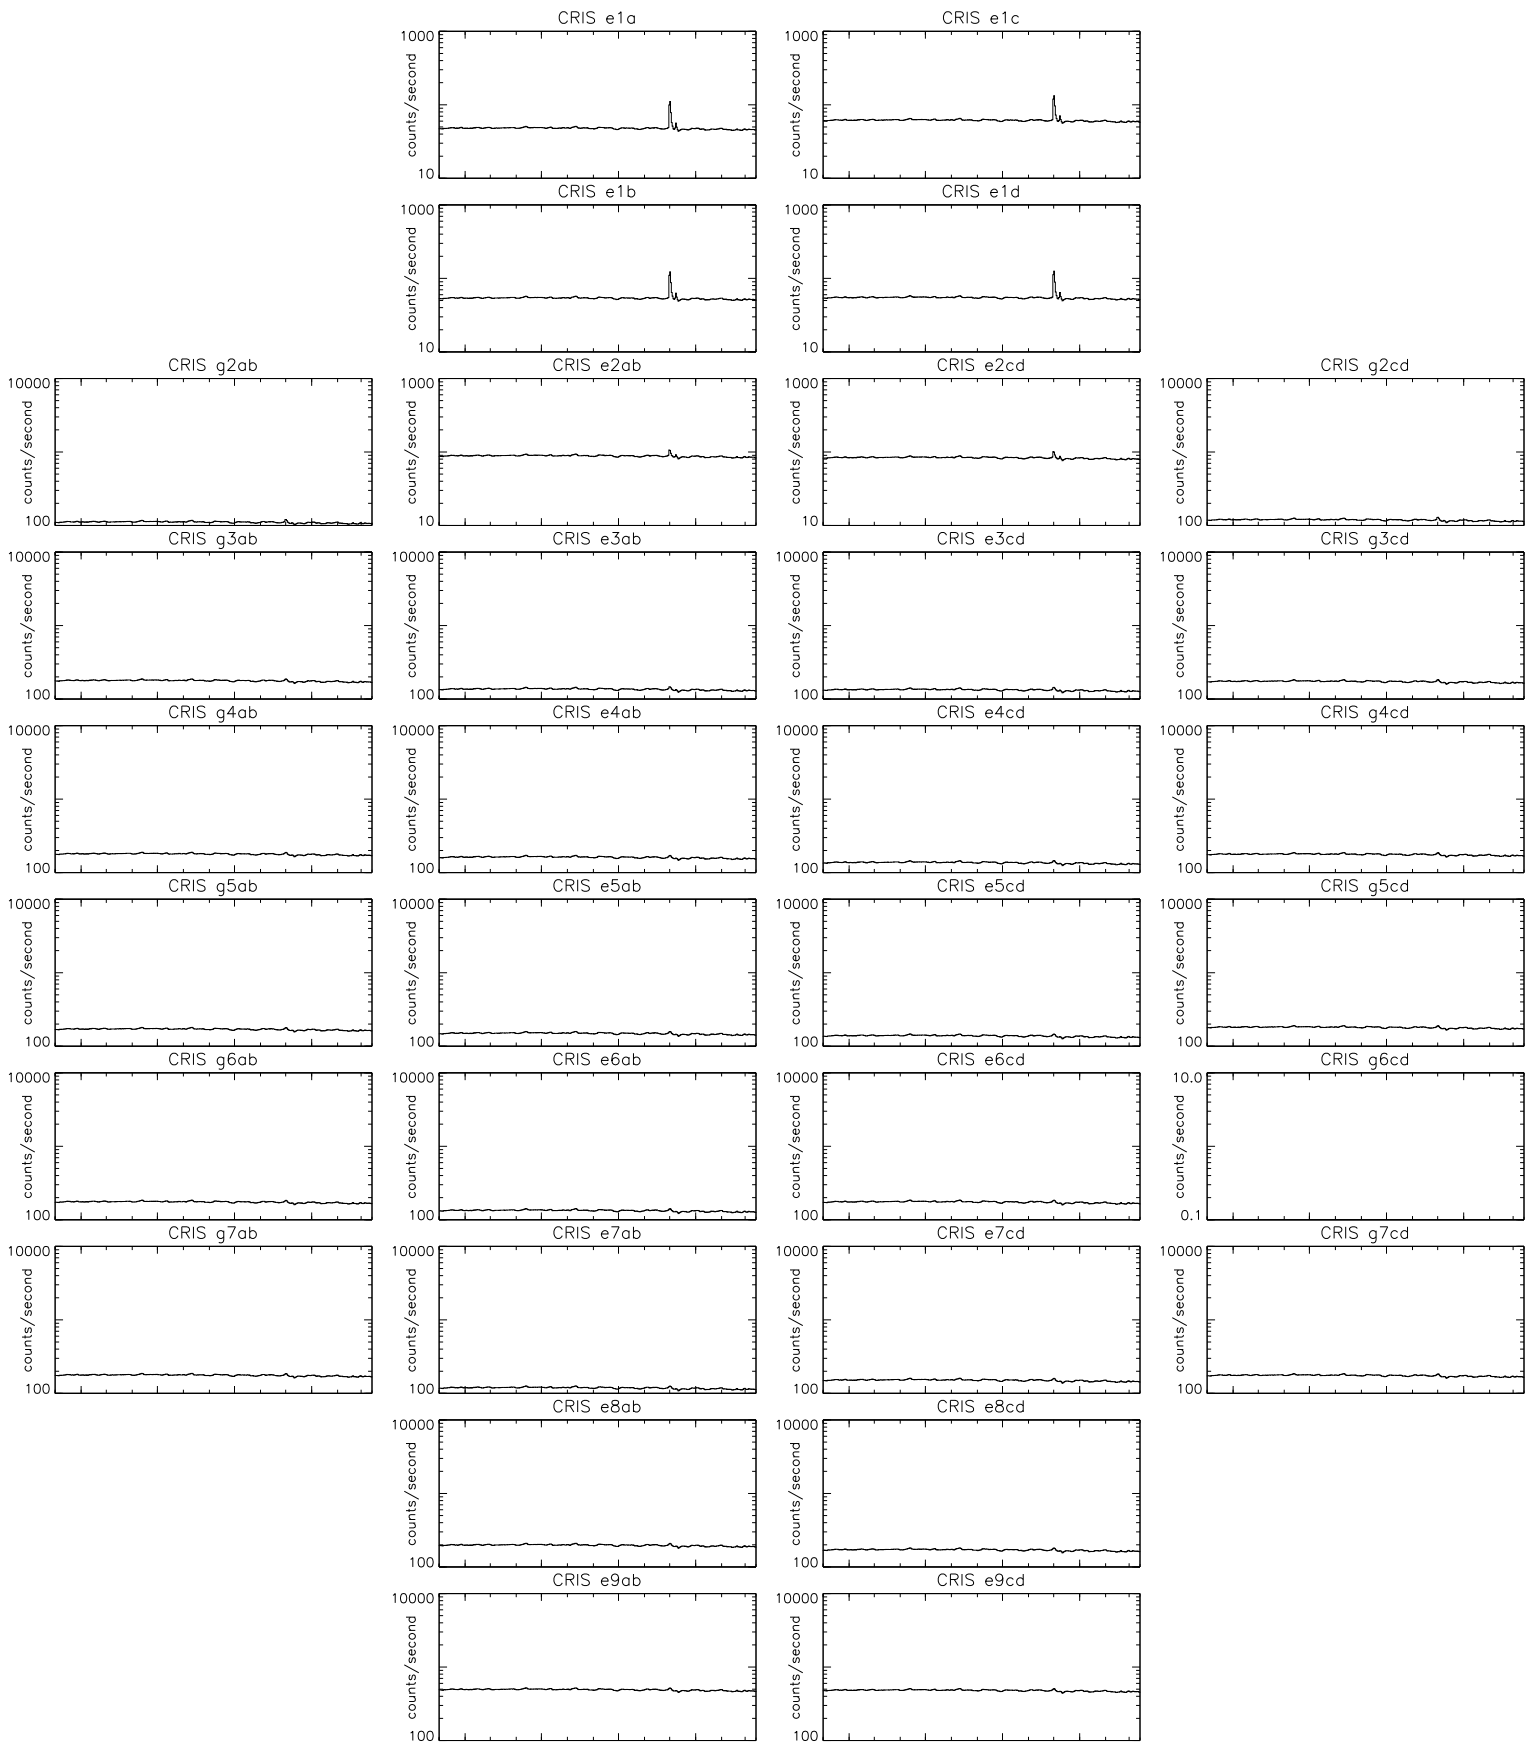 CRIS e1a
CRIS e1c
1000
counts/second
10
1000
counts/second
10
CRIS e1b
CRIS e1d
1000
counts/second
10
1000
counts/second
10
CRIS g2ab
CRIS e2ab
CRIS e2cd
CRIS g2cd
10000
counts/second
100
1000
counts/second
10
1000
counts/second
10
10000
counts/second
100
CRIS g3ab
CRIS e3ab
CRIS e3cd
CRIS g3cd
10000
counts/second
100
10000
counts/second
100
10000
counts/second
100
10000
counts/second
100
CRIS g4ab
CRIS e4ab
CRIS e4cd
CRIS g4cd
10000
counts/second
100
10000
counts/second
100
10000
counts/second
100
10000
counts/second
100
CRIS g5ab
CRIS e5ab
CRIS e5cd
CRIS g5cd
10000
counts/second
100
10000
counts/second
100
10000
counts/second
100
10000
counts/second
100
CRIS g6ab
CRIS e6ab
CRIS e6cd
CRIS g6cd
10000
counts/second
100
10000
counts/second
100
10000
counts/second
100
10.0
counts/second
0.1
CRIS g7ab
CRIS e7ab
CRIS e7cd
CRIS g7cd
10000
counts/second
100
10000
counts/second
100
10000
counts/second
100
10000
counts/second
100
CRIS e8ab
CRIS e8cd
10000
counts/second
100
10000
counts/second
100
CRIS e9ab
CRIS e9cd
10000
counts/second
100
10000
counts/second
100